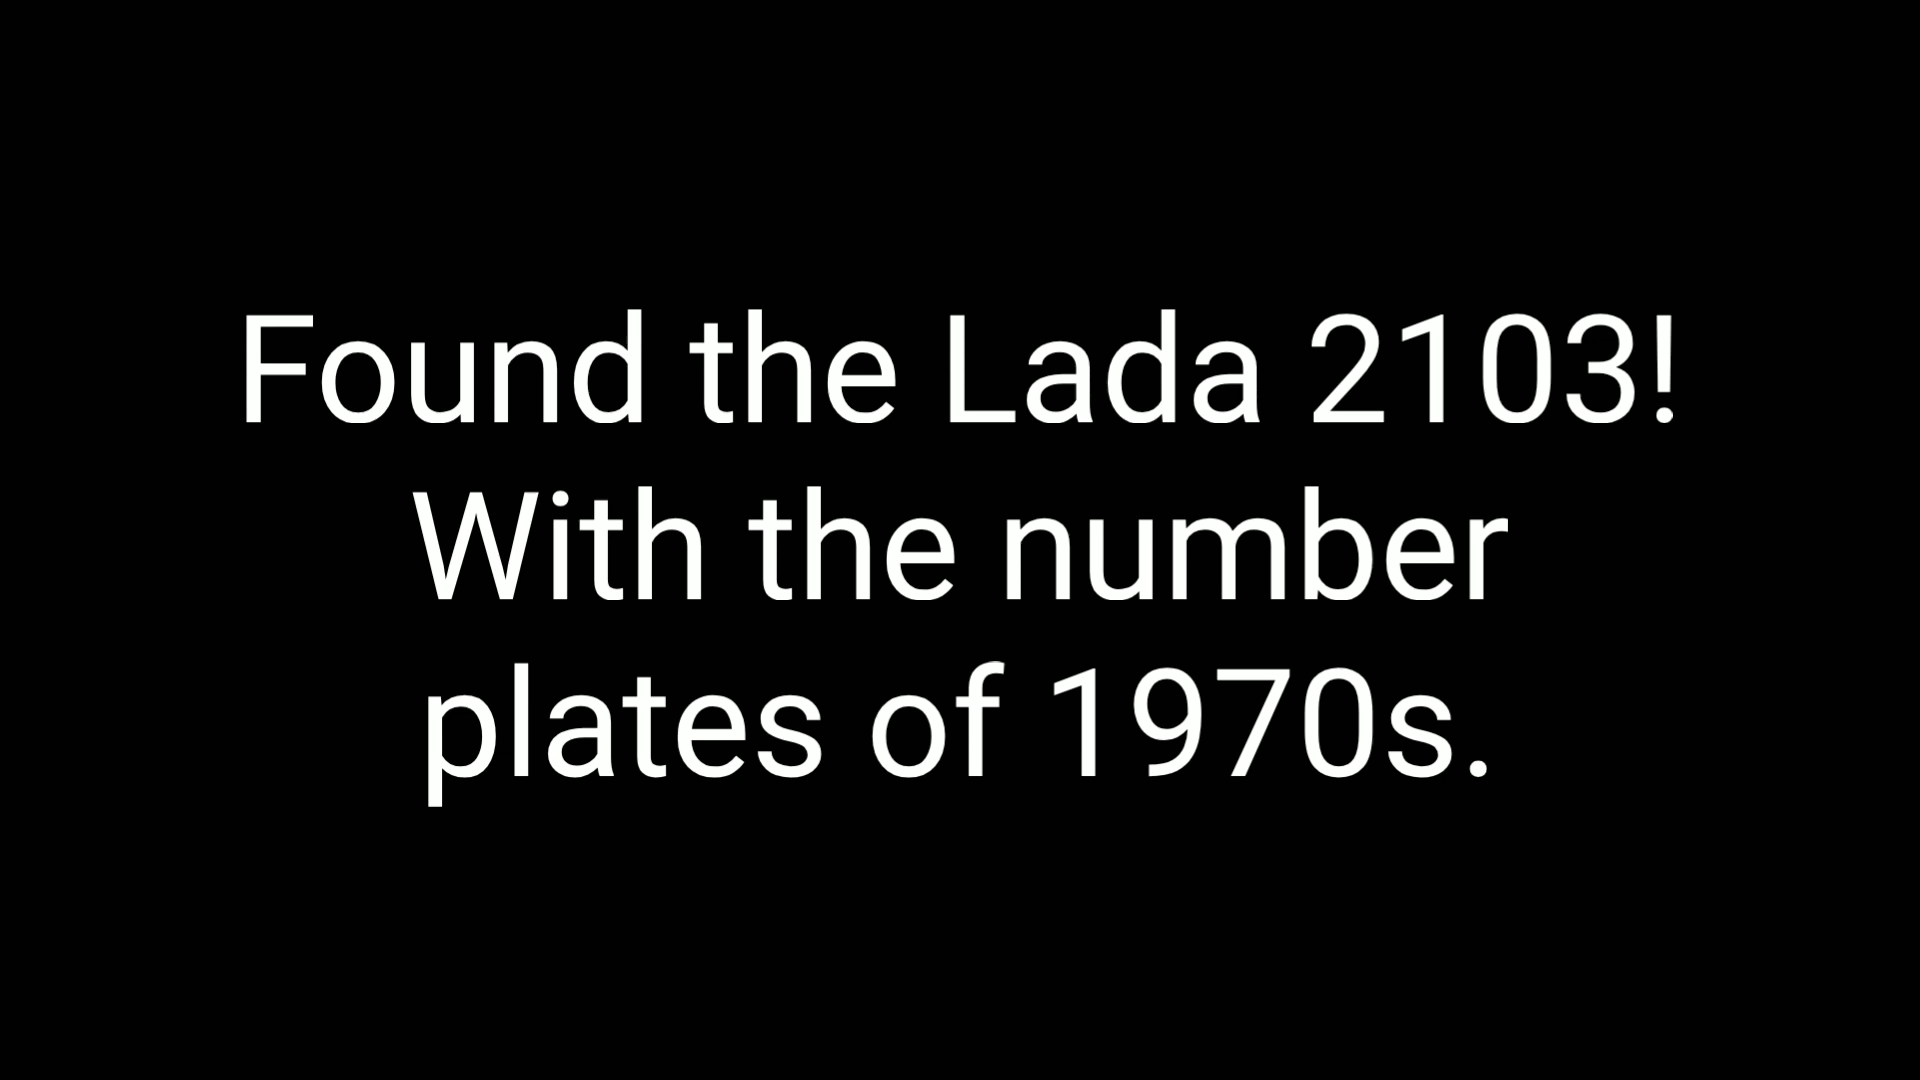 Found the Lada 2103!
With the number
plates of 1970s.